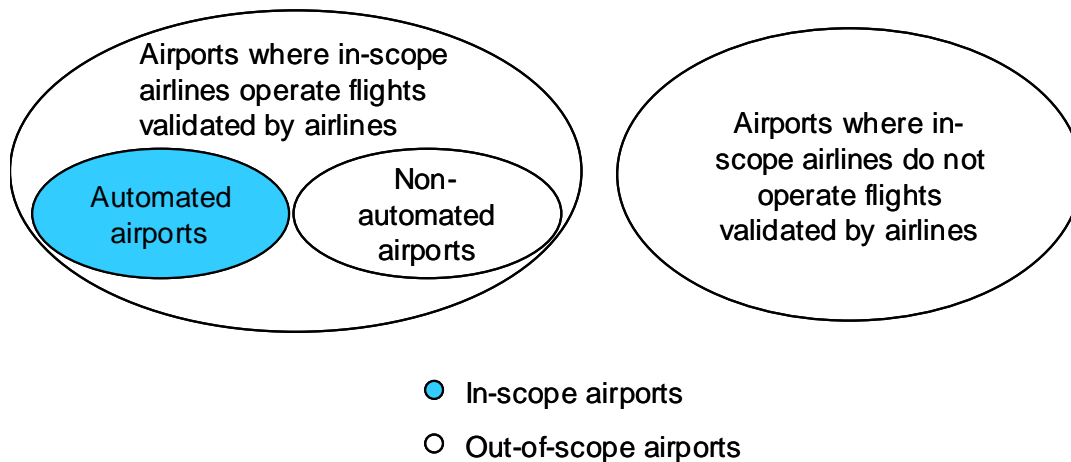 Airports where in-scope
airlines operate flights
validated by airlines
Automated
airports
Non-
automated
airports
Airports where in-
scope airlines do not
operate flights
validated by airlines
In-scope airports
Out-of-scope airports